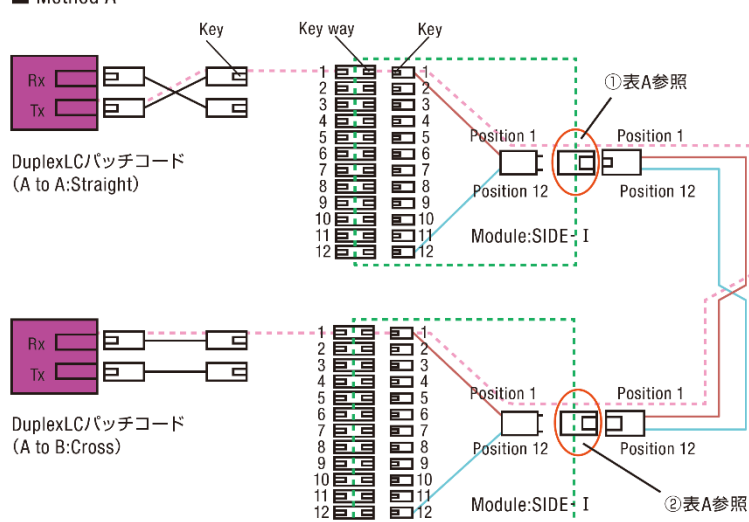 ■ Method A
Key
Key way
Key
Rx
Tx
DuplexLCパッチコード
(A to A:Straight)
1 1
2 2
3 3
4 4
5 5
6 6
7 7
8 8
9 9
10 10
11 11
12 12
①表A参照
Position 1
Position 1
Position 12
Position 12
Module:SIDE-Ⅰ
Rx
Tx
DuplexLCパッチコード
(A to B:Cross)
1 1
2 2
3 3
4 4
5 5
6 6
7 7
8 8
9 9
10 10
11 11
12 12
Position 1
Position 1
Position 12
Position 12
Module:SIDE-Ⅰ
②表A参照